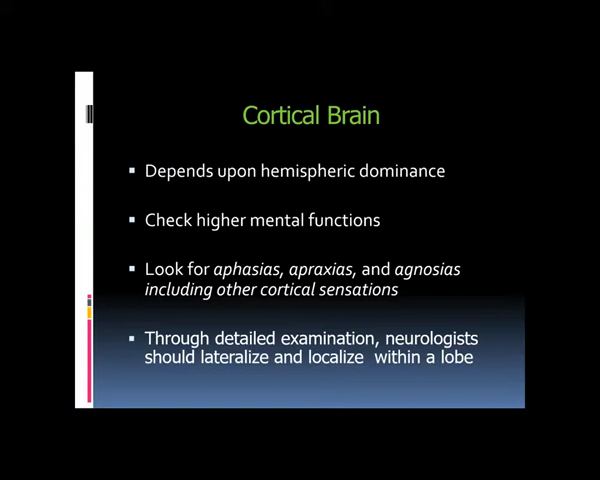 Cortical Brain
Depends upon hemispheric dominance
Check higher mental functions
Look for aphasias, apraxias, and agnosias
including other cortical sensations
Through detailed examination, neurologists
should lateralize and localize within a lobe